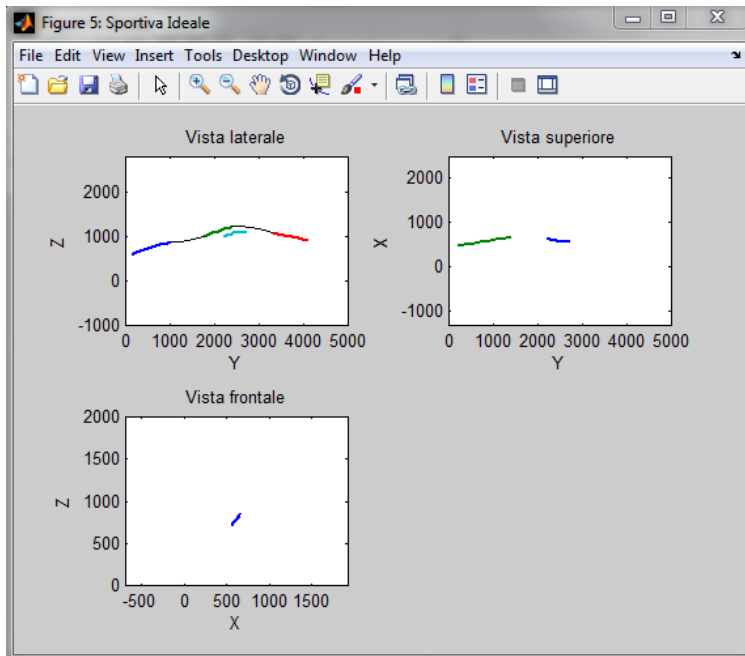 Figure 5: Sportiva Ideale
File Edit View Insert Tools Desktop Window Help
Vista laterale
2000
1000
0
-1000
Z
0 1000 2000 3000 4000 5000
Y
Vista superiore
2000
1000
0
-1000
X
0 1000 2000 3000 4000 5000
Y
Vista frontale
2000
1500
1000
500
0
Z
-500 0 500 1000 1500
X